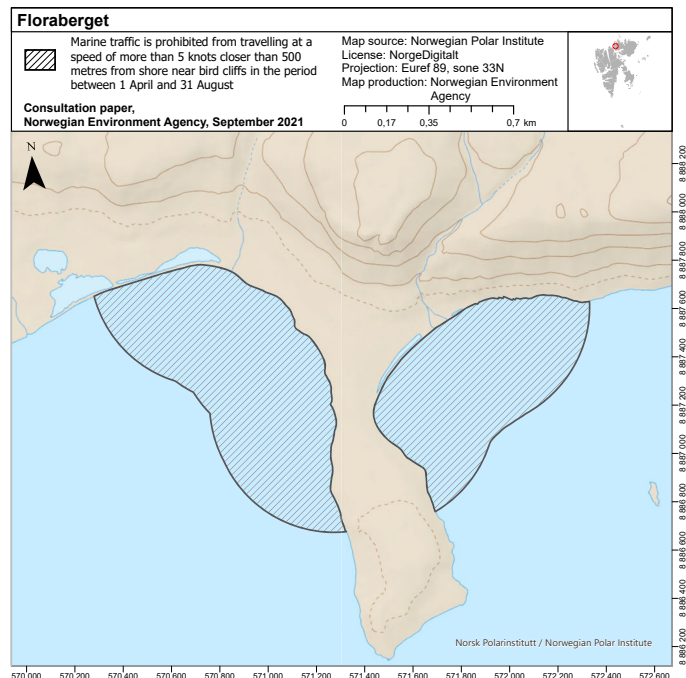 Floraberget
Marine traffic is prohibited from travelling at a
speed of more than 5 knots closer than 500
metres from shore near bird cliffs in the period
between 1 April and 31 August
Consultation paper,
Norwegian Environment Agency, September 2021
Map source: Norwegian Polar Institute
License: NorgeDigitalt
Projection: Euref 89, sone 33N
Map production: Norwegian Environment
Agency
0 0,17 0,35 0,7 km
N
8 888 200
8 888 000
8 887 800
8 887 600
8 887 400
8 887 200
8 887 000
8 886 800
8 886 600
8 886 400
8 886 200
Norsk Polarinstitutt / Norwegian Polar Institute
570 000 570 200 570 400 570 600 570 800 571 000 571 200 571 400 571 600 571 800 572 000 572 200 572 400 572 600